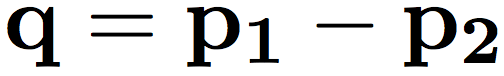 q = p₁ − p₂